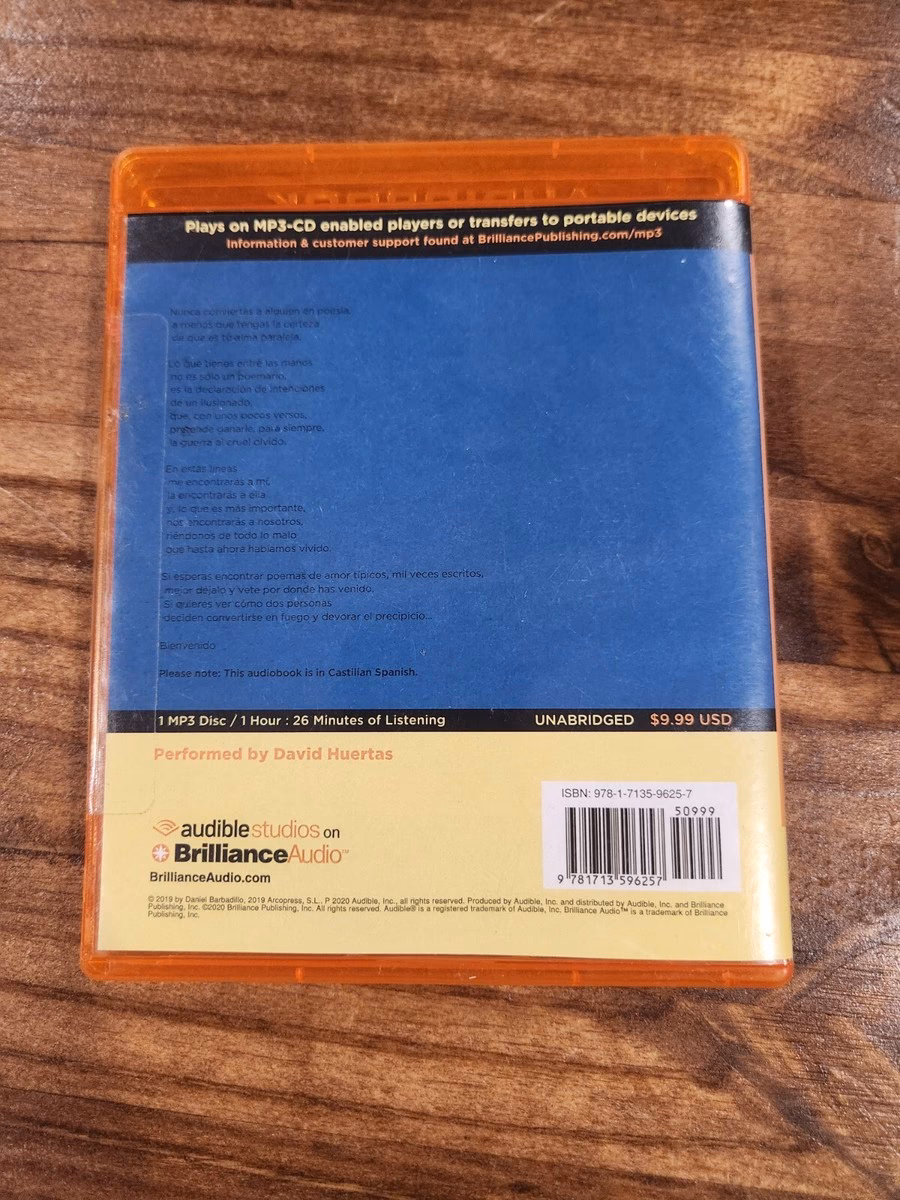 Plays on MP3-CD enabled players or transfers to portable devices
Information & customer support found at BrilliancePublishing.com/mp3
Nunca conviertas a alguien en poesía,
a menos que tengas la certeza
de que es tu alma paralela.
Lo que tienes entre las manos
no es sólo un poemario,
es la declaración de intenciones
de un ilusionado,
que, con unos pocos versos,
pretende ganarle, para siempre,
la guerra al cruel olvido.
En estas líneas
me encontrarás a mí,
la encontrarás a ella
y, lo que es más importante,
nos encontrarás a nosotros,
riéndonos de todo lo malo
que hasta ahora habíamos vivido.
Si esperas encontrar poemas de amor típicos, mil veces escritos,
mejor déjalo y vete por donde has venido.
Si quieres ver cómo dos personas
deciden convertirse en fuego y devorar el precipicio...
Bienvenido
Please note: This audiobook is in Castilian Spanish.
1 MP3 Disc / 1 Hour : 26 Minutes of Listening UNABRIDGED $9.99 USD
Performed by David Huertas
ISBN: 978-1-7135-9625-7
50999
9 781713 596257
audible studios on
Brilliance Audio™
BrillianceAudio.com
© 2019 by Daniel Barbadillo, 2019 Arcopress, S.L., P 2020 Audible, Inc., all rights reserved. Produced by Audible, Inc. and distributed by Audible, Inc. and Brilliance
Publishing, Inc. ©2020 Brilliance Publishing, Inc. All rights reserved. Audible® is a registered trademark of Audible, Inc. Brilliance Audio™ is a trademark of Brilliance
Publishing, Inc.